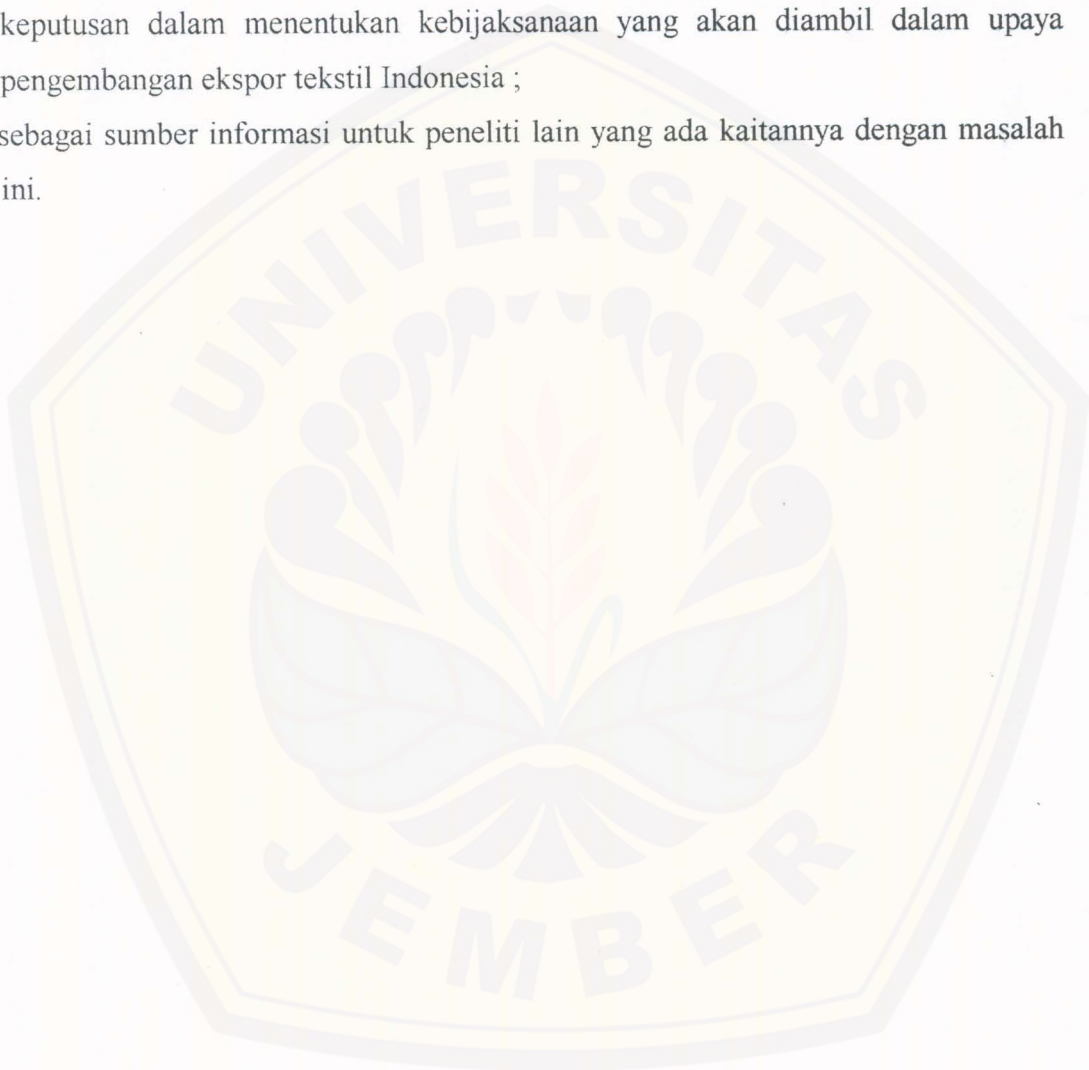 keputusan dalam menentukan kebijaksanaan yang akan diambil dalam upaya
pengembangan ekspor tekstil Indonesia ;
sebagai sumber informasi untuk peneliti lain yang ada kaitannya dengan masalah
ini.
UNIVERSITAS
JEMBER